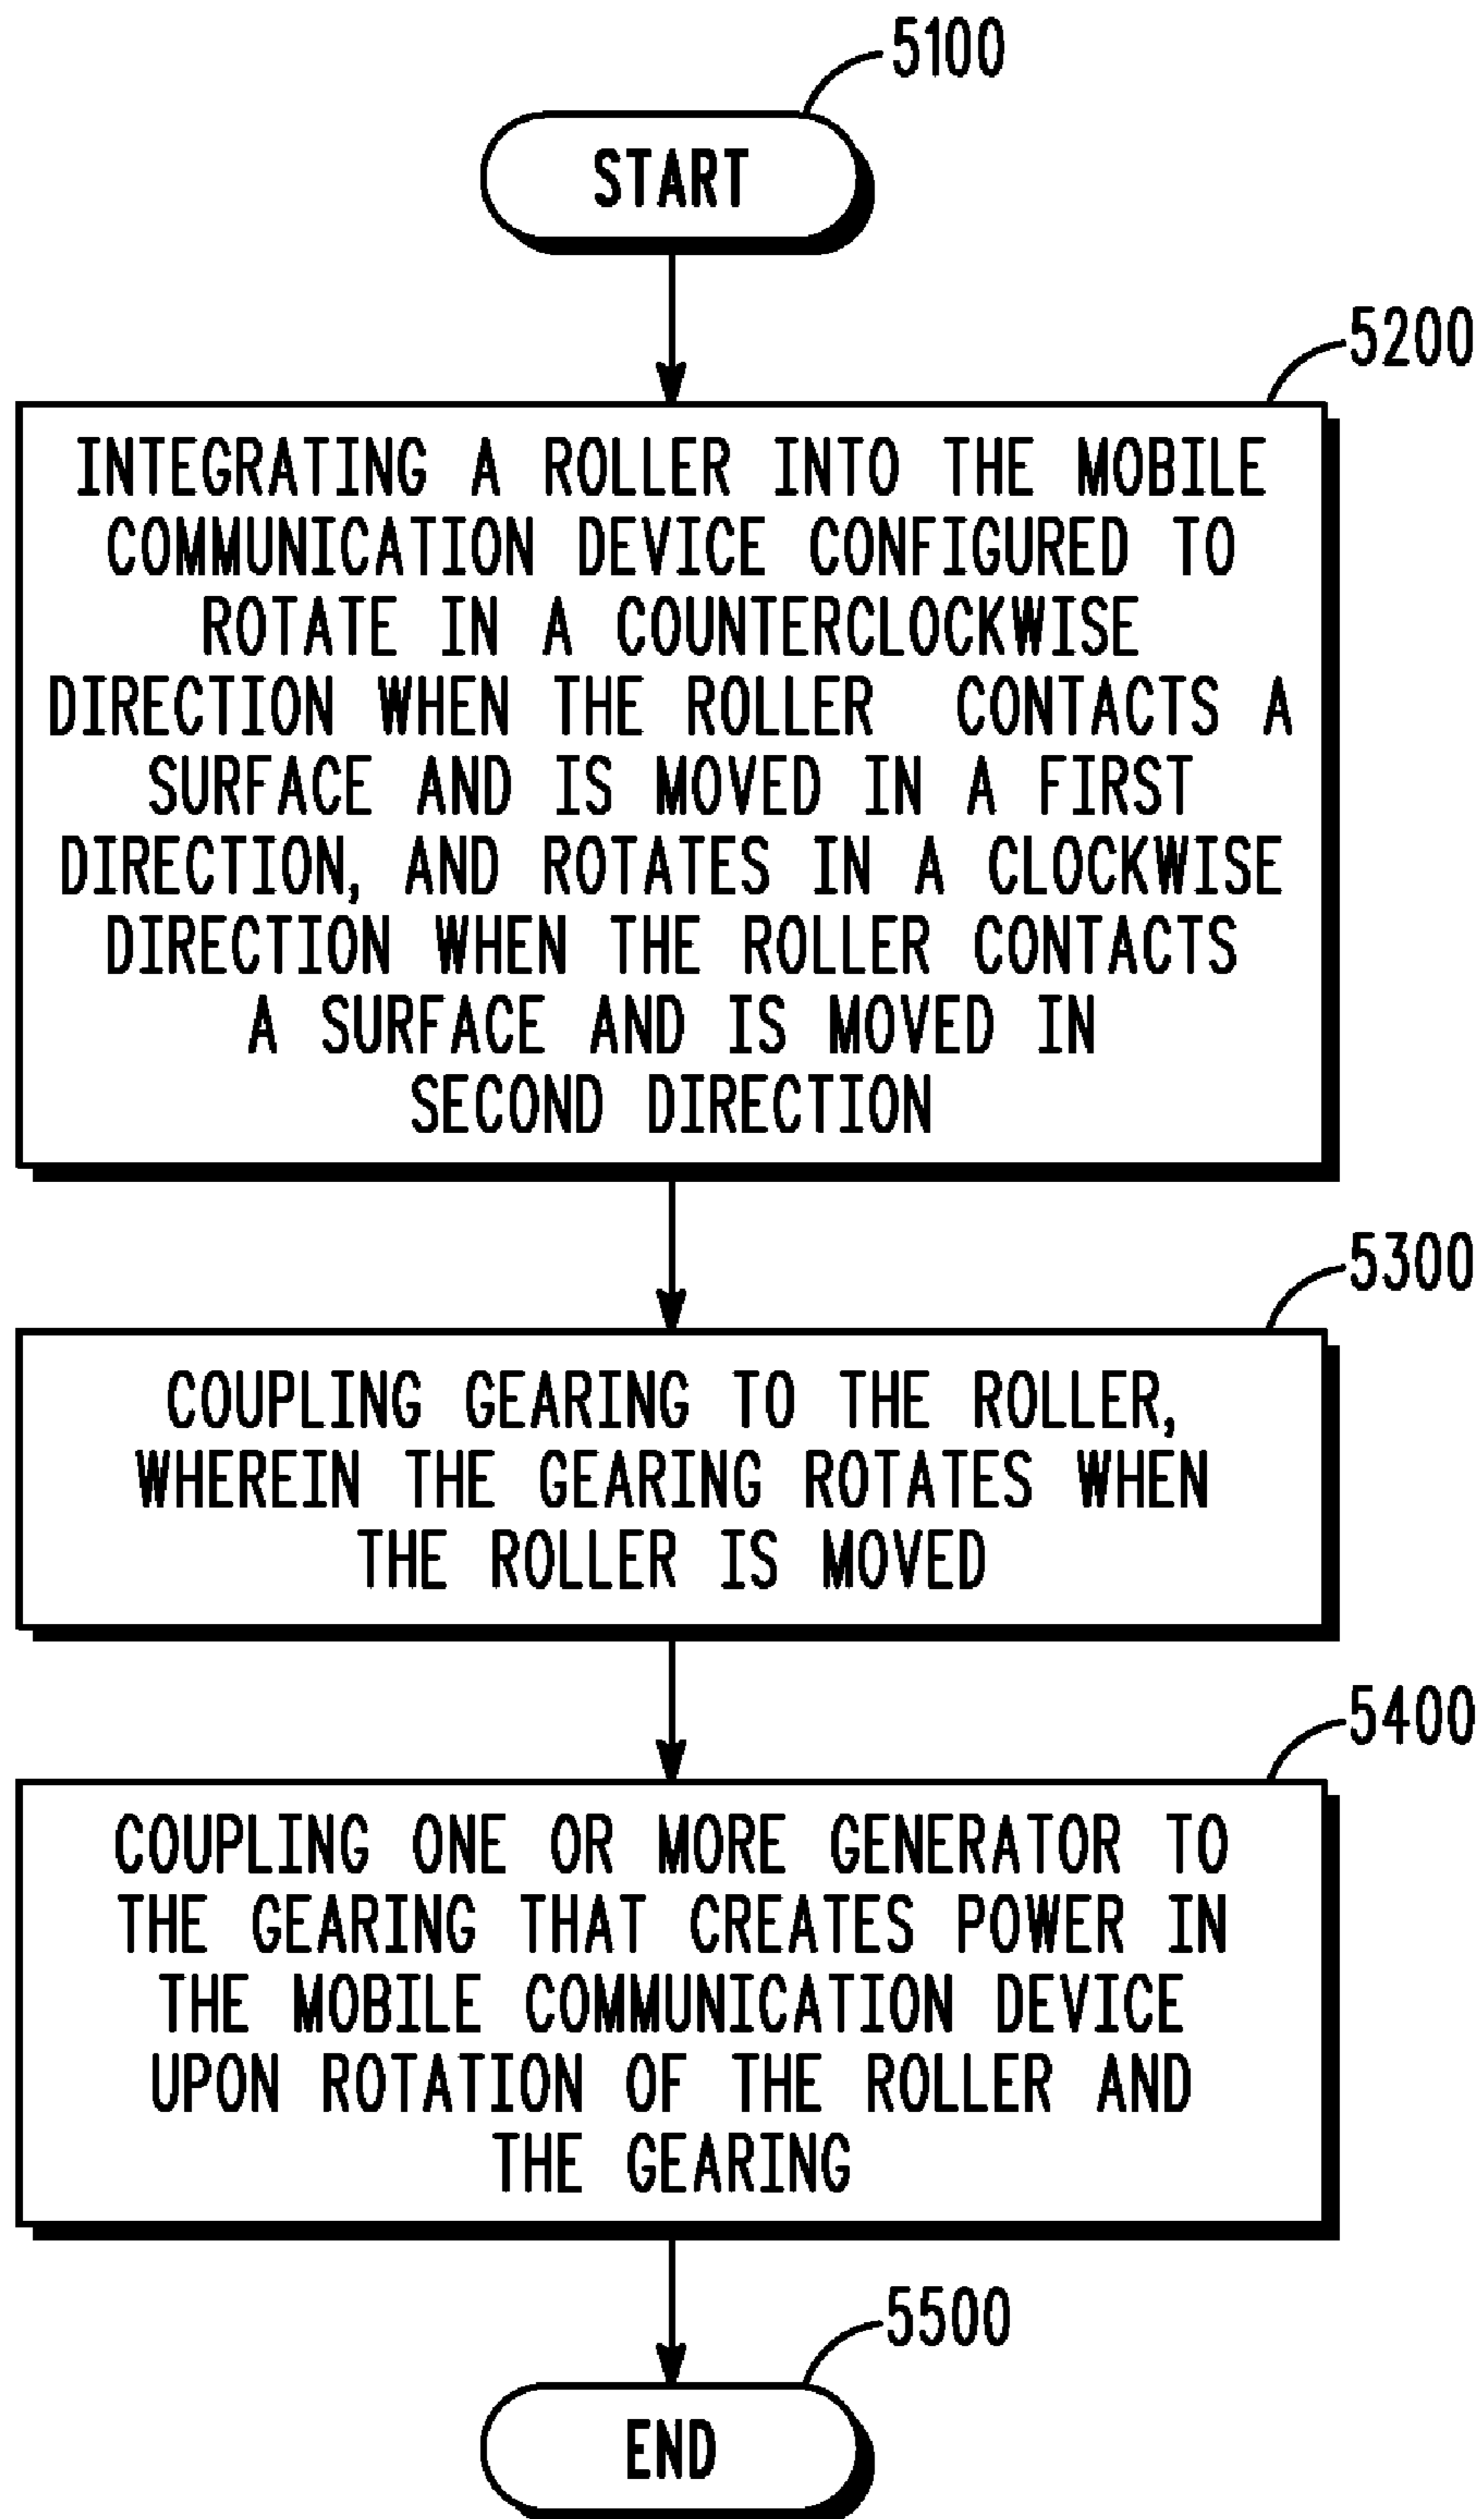 5100
START
5200
INTEGRATING A ROLLER INTO THE MOBILE
COMMUNICATION DEVICE CONFIGURED TO
ROTATE IN A COUNTERCLOCKWISE
DIRECTION WHEN THE ROLLER CONTACTS A
SURFACE AND IS MOVED IN A FIRST
DIRECTION, AND ROTATES IN A CLOCKWISE
DIRECTION WHEN THE ROLLER CONTACTS
A SURFACE AND IS MOVED IN
SECOND DIRECTION
5300
COUPLING GEARING TO THE ROLLER,
WHEREIN THE GEARING ROTATES WHEN
THE ROLLER IS MOVED
5400
COUPLING ONE OR MORE GENERATOR TO
THE GEARING THAT CREATES POWER IN
THE MOBILE COMMUNICATION DEVICE
UPON ROTATION OF THE ROLLER AND
THE GEARING
5500
END